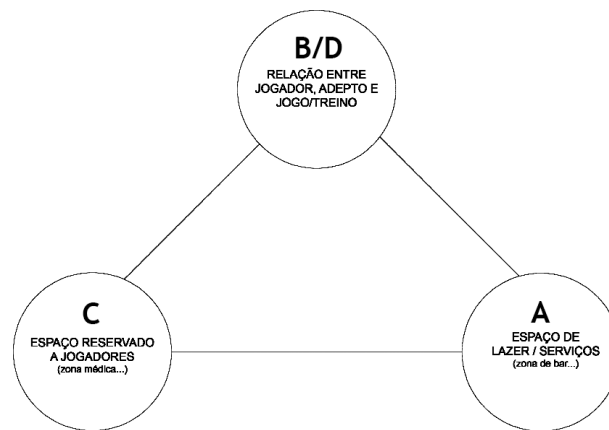 B/D
RELAÇÃO ENTRE
JOGADOR, ADEPTO E
JOGO/TREINO
C
ESPAÇO RESERVADO
A JOGADORES
(zona médica...)
A
ESPAÇO DE
LAZER / SERVIÇOS
(zona de bar...)